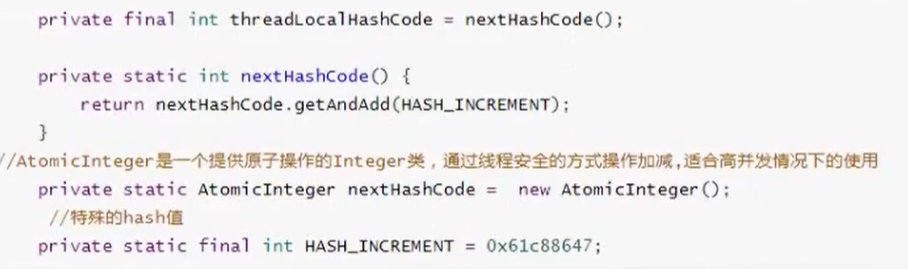 private final int threadLocalHashCode = nextHashCode();
private static int nextHashCode() {
return nextHashCode.getAndAdd(HASH_INCREMENT);
}
//AtomicInteger是一个提供原子操作的Integer类，通过线程安全的方式操作加减,适合高并发情况下的使用
private static AtomicInteger nextHashCode =  new AtomicInteger();
//特殊的hash值
private static final int HASH_INCREMENT = 0x61c88647;